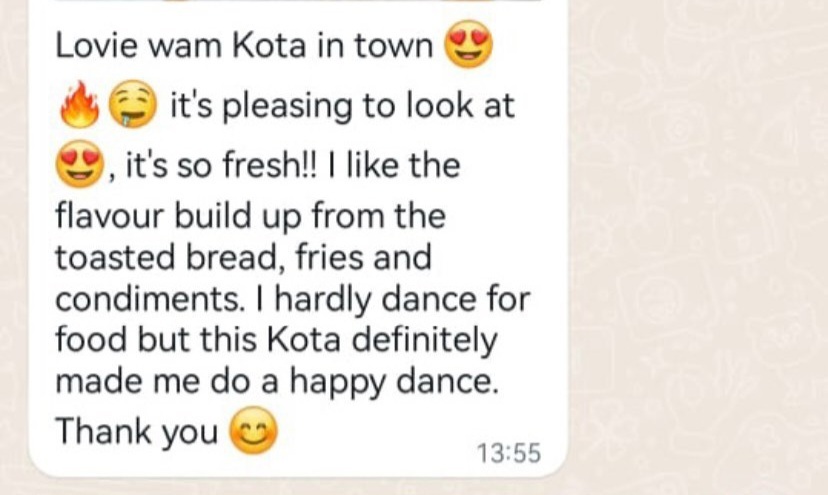 Lovie wam Kota in town 😍
🔥🤤 it's pleasing to look at
😍, it's so fresh!! I like the
flavour build up from the
toasted bread, fries and
condiments. I hardly dance for
food but this Kota definitely
made me do a happy dance.
Thank you 😊
13:55